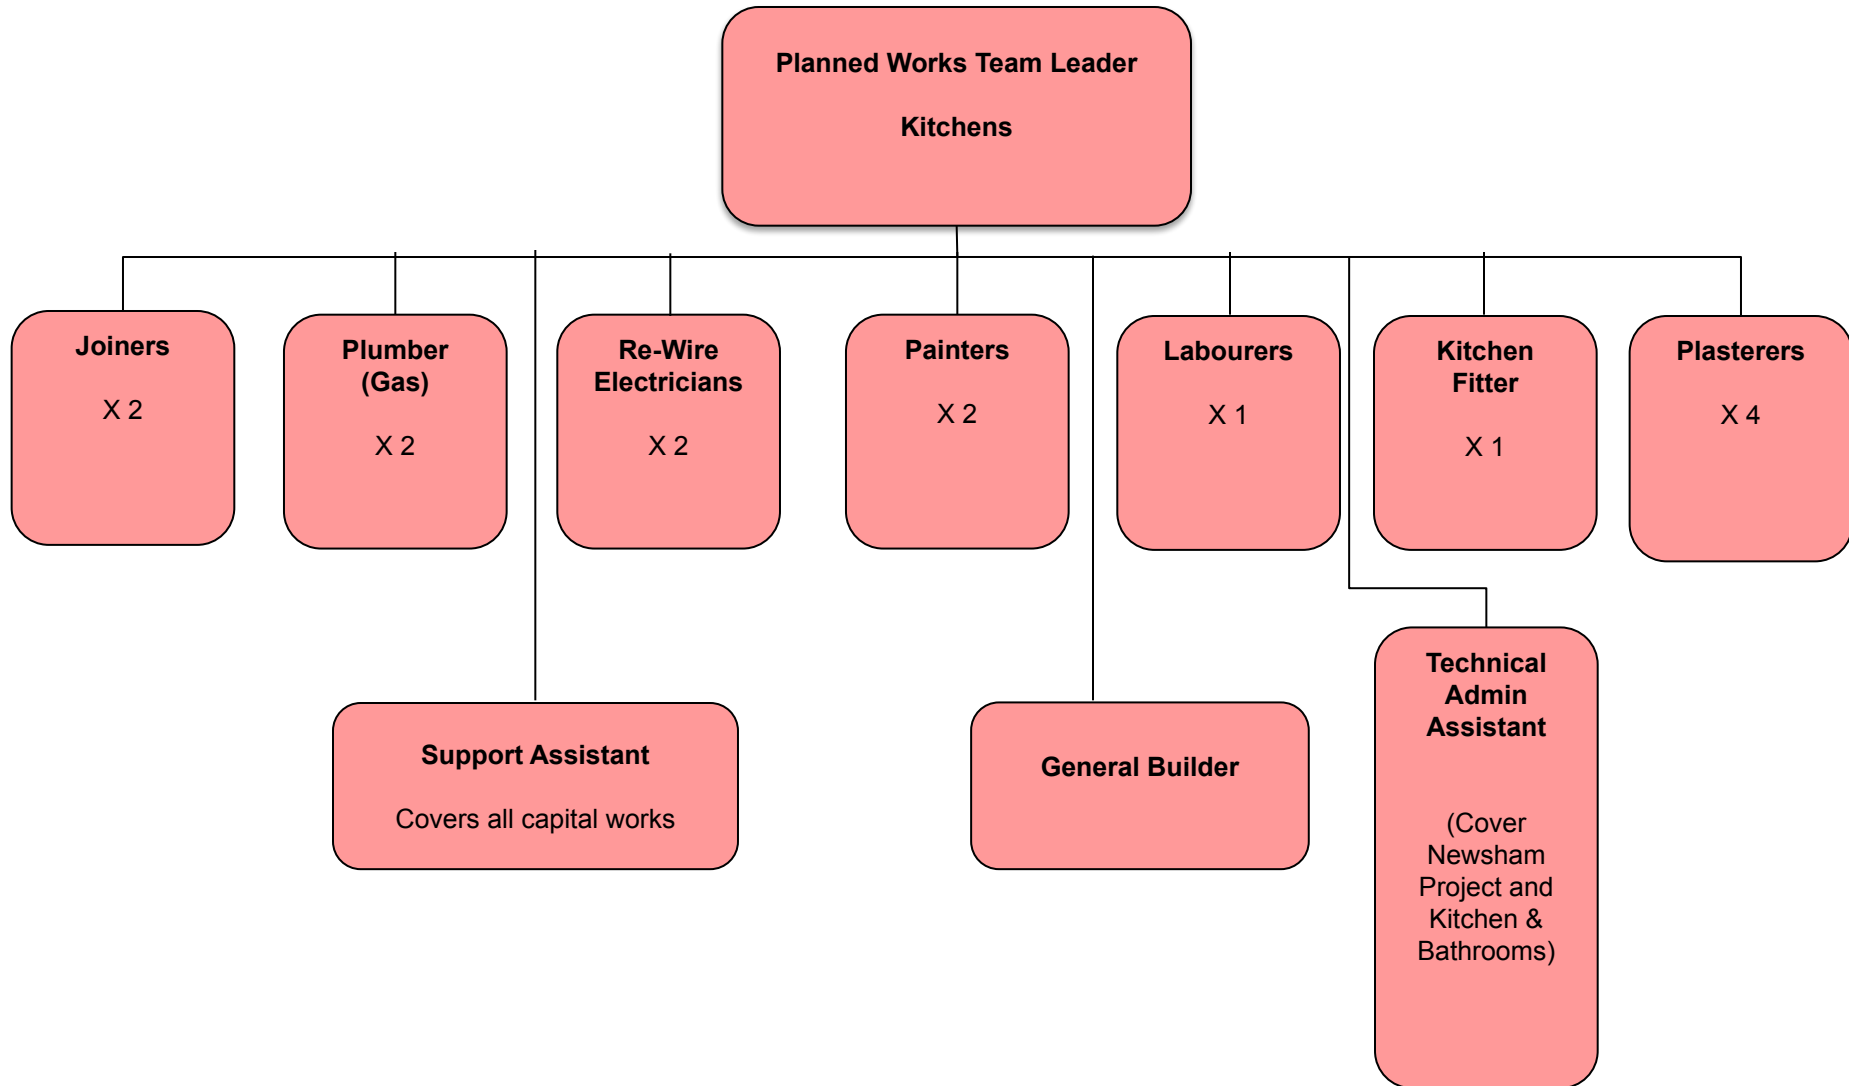 Planned Works Team Leader
Kitchens
Joiners
X 2
Plumber
(Gas)
X 2
Re-Wire
Electricians
X 2
Painters
X 2
Labourers
X 1
Kitchen
Fitter
X 1
Plasterers
X 4
Support Assistant
Covers all capital works
General Builder
Technical
Admin
Assistant
(Cover
Newsham
Project and
Kitchen &
Bathrooms)